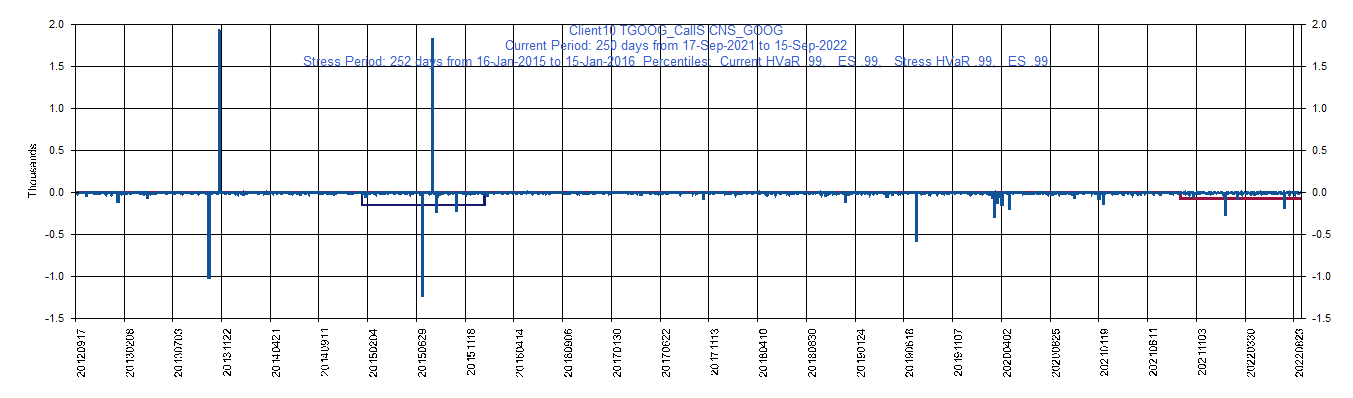 Client10 TGOOG_CallS CNS_GOOG
Current Period: 250 days from 17-Sep-2021 to 15-Sep-2022
Stress Period: 252 days from 16-Jan-2015 to 15-Jan-2016 Percentiles: Current HVaR .99, ES .99, Stress HVaR .99, ES .99
2.0 2.0
1.5 1.5
1.0 1.0
0.5 0.5
Thousands
0.0 0.0
-0.5 -0.5
-1.0 -1.0
-1.5 -1.5
20120917 20130208 20130703 20131122 20140421 20140911 20150204 20150629 20151118 20160414 20160906 20170130 20170622 20171113 20180410 20180830 20190124 20190618 20191107 20200402 20200825 20210119 20210611 20211103 20220330 20220823